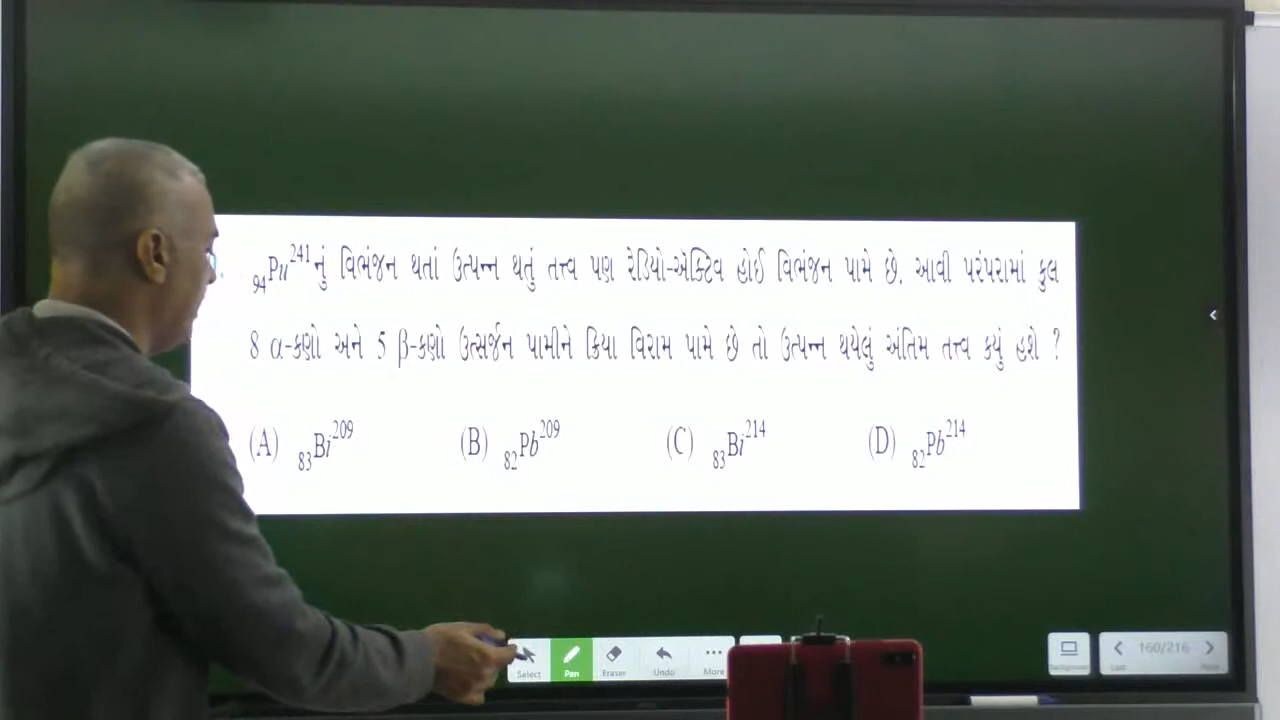 ₉₄Pu²⁴¹નું વિભંજન થતાં ઉત્પન્ન થતું તત્ત્વ પણ રેડિયો-ઍક્ટિવ હોઈ વિભંજન પામે છે. આવી પરંપરામાં કુલ
8 α-કણો અને 5 β-કણો ઉત્સર્જન પામીને ક્રિયા વિરામ પામે છે તો ઉત્પન્ન થયેલું અંતિમ તત્ત્વ કયું હશે ?
(A) ₈₃Bi²⁰⁹ (B) ₈₂Pb²⁰⁹ (C) ₈₃Bi²¹⁴ (D) ₈₂Pb²¹⁴
Select Pen Eraser Undo More 160/216